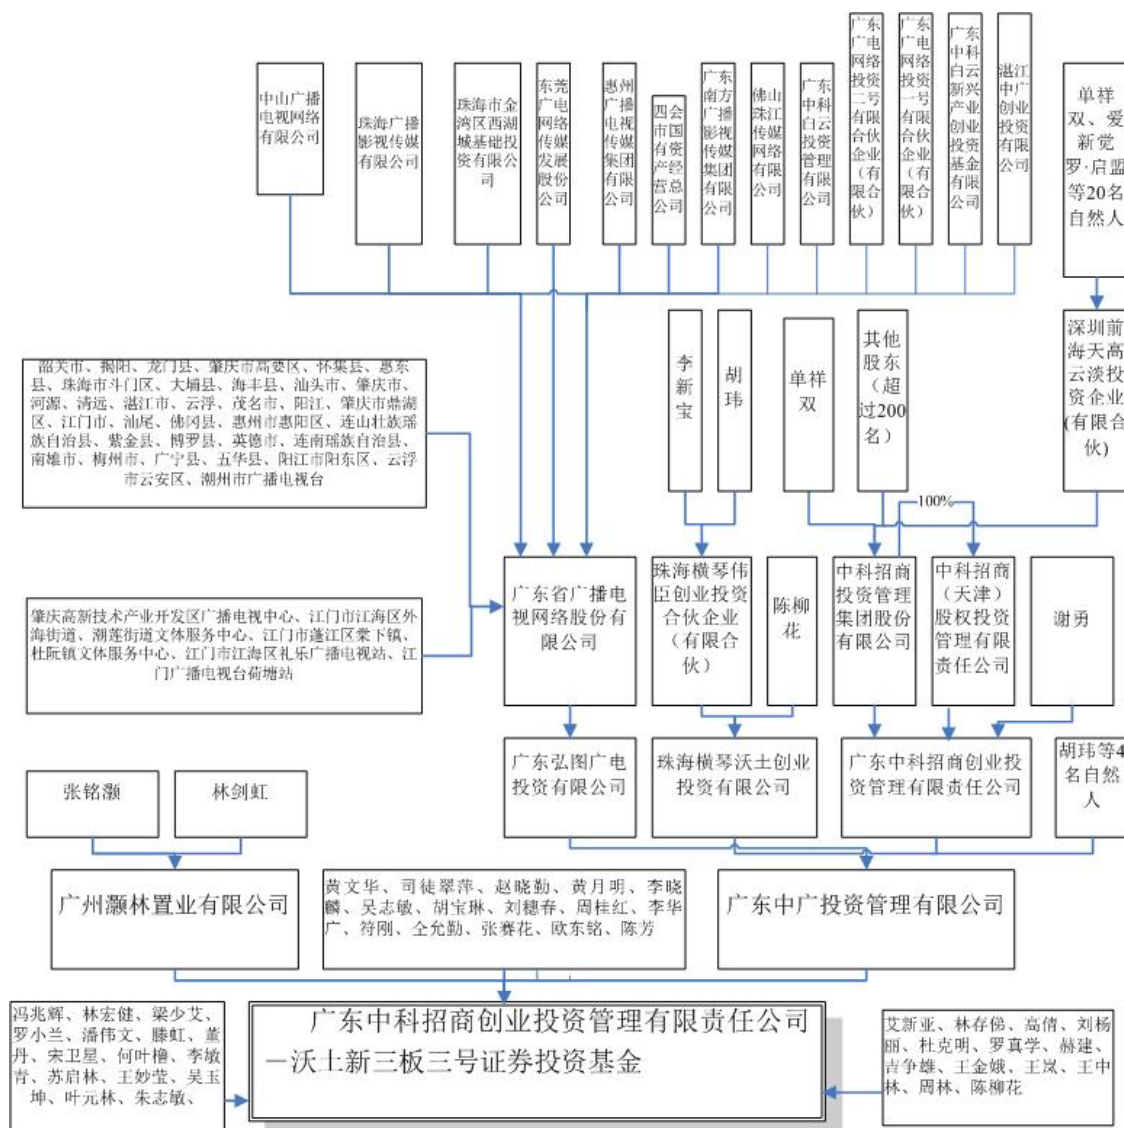 中山广播
电视网络
有限公司
珠海广播
影视传媒
有限公司
珠海市金
湾区西湖
城基础投
资有限公
司
东莞
广电
网络
传媒
发展
股份
公司
惠州
广播
电视
传媒
集团
有限
公司
四会
市国
有资
产经
营总
公司
广东
南方
广播
影视
传媒
集团
有限
公司
佛山
珠江
传媒
网络
有限
公司
广东
中科
白云
投资
管理
有限
公司
广东
广电
网络
投资
二号
有限
合伙
企业
（有
限合
伙）
广东
广电
网络
投资
一号
有限
合伙
企业
（有
限合
伙）
广东
中科
白云
新兴
产业
创业
投资
基金
有限
公司
湛江
中广
创业
投资
有限
公司
单祥
双、爱
新觉
罗·启盟
等20名
自然人
李
新
宝
胡
玮
单祥
双
其他
股东
（超
过200
名）
深圳前
海天高
云淡投
资企业
(有限合
伙)
韶关市、揭阳、龙门县、肇庆市高要区、怀集县、惠东
县、珠海市斗门区、大埔县、海丰县、汕头市、肇庆市、
河源、清远、湛江市、云浮、茂名市、阳江、肇庆市鼎湖
区、江门市、汕尾、佛冈县、惠州市惠阳区、连山壮族瑶
族自治县、紫金县、博罗县、英德市、连南瑶族自治县、
南雄市、梅州市、广宁县、五华县、阳江市阳东区、云浮
市云安区、潮州市广播电视台
100%
肇庆高新技术产业开发区广播电视中心、江门市江海区外
海街道、潮莲街道文体服务中心、江门市蓬江区棠下镇、
杜阮镇文体服务中心、江门市江海区礼乐广播电视站、江
门广播电视台荷塘站
广东省广播电
视网络股份有
限公司
珠海横琴伟
臣创业投资
合伙企业
（有限合
伙）
陈柳
花
中科招商
投资管理
集团股份
有限公司
中科招商
（天津）
股权投资
管理有限
责任公司
谢勇
广东弘图广电
投资有限公司
珠海横琴沃土创业
投资有限公司
广东中科招商创业投
资管理有限责任公司
胡玮等4
名自然
人
张铭灏
林剑虹
广州灏林置业有限公司
黄文华、司徒翠萍、赵晓勤、黄月明、李晓
麟、吴志敏、胡宝琳、刘穗春、周桂红、李华
广、符刚、仝允勤、张赛花、欧东铭、陈芳
广东中广投资管理有限公司
冯兆辉、林宏健、梁少艾、
罗小兰、潘伟文、滕虹、董
丹、宋卫星、何叶橹、李敏
青、苏启林、王妙莹、吴玉
坤、叶元林、朱志敏、
广东中科招商创业投资管理有限责任公司
－沃土新三板三号证券投资基金
艾新亚、林存俤、高倩、刘杨
丽、杜克明、罗真学、赫建、
吉争雄、王金娥、王岚、王中
林、周林、陈柳花